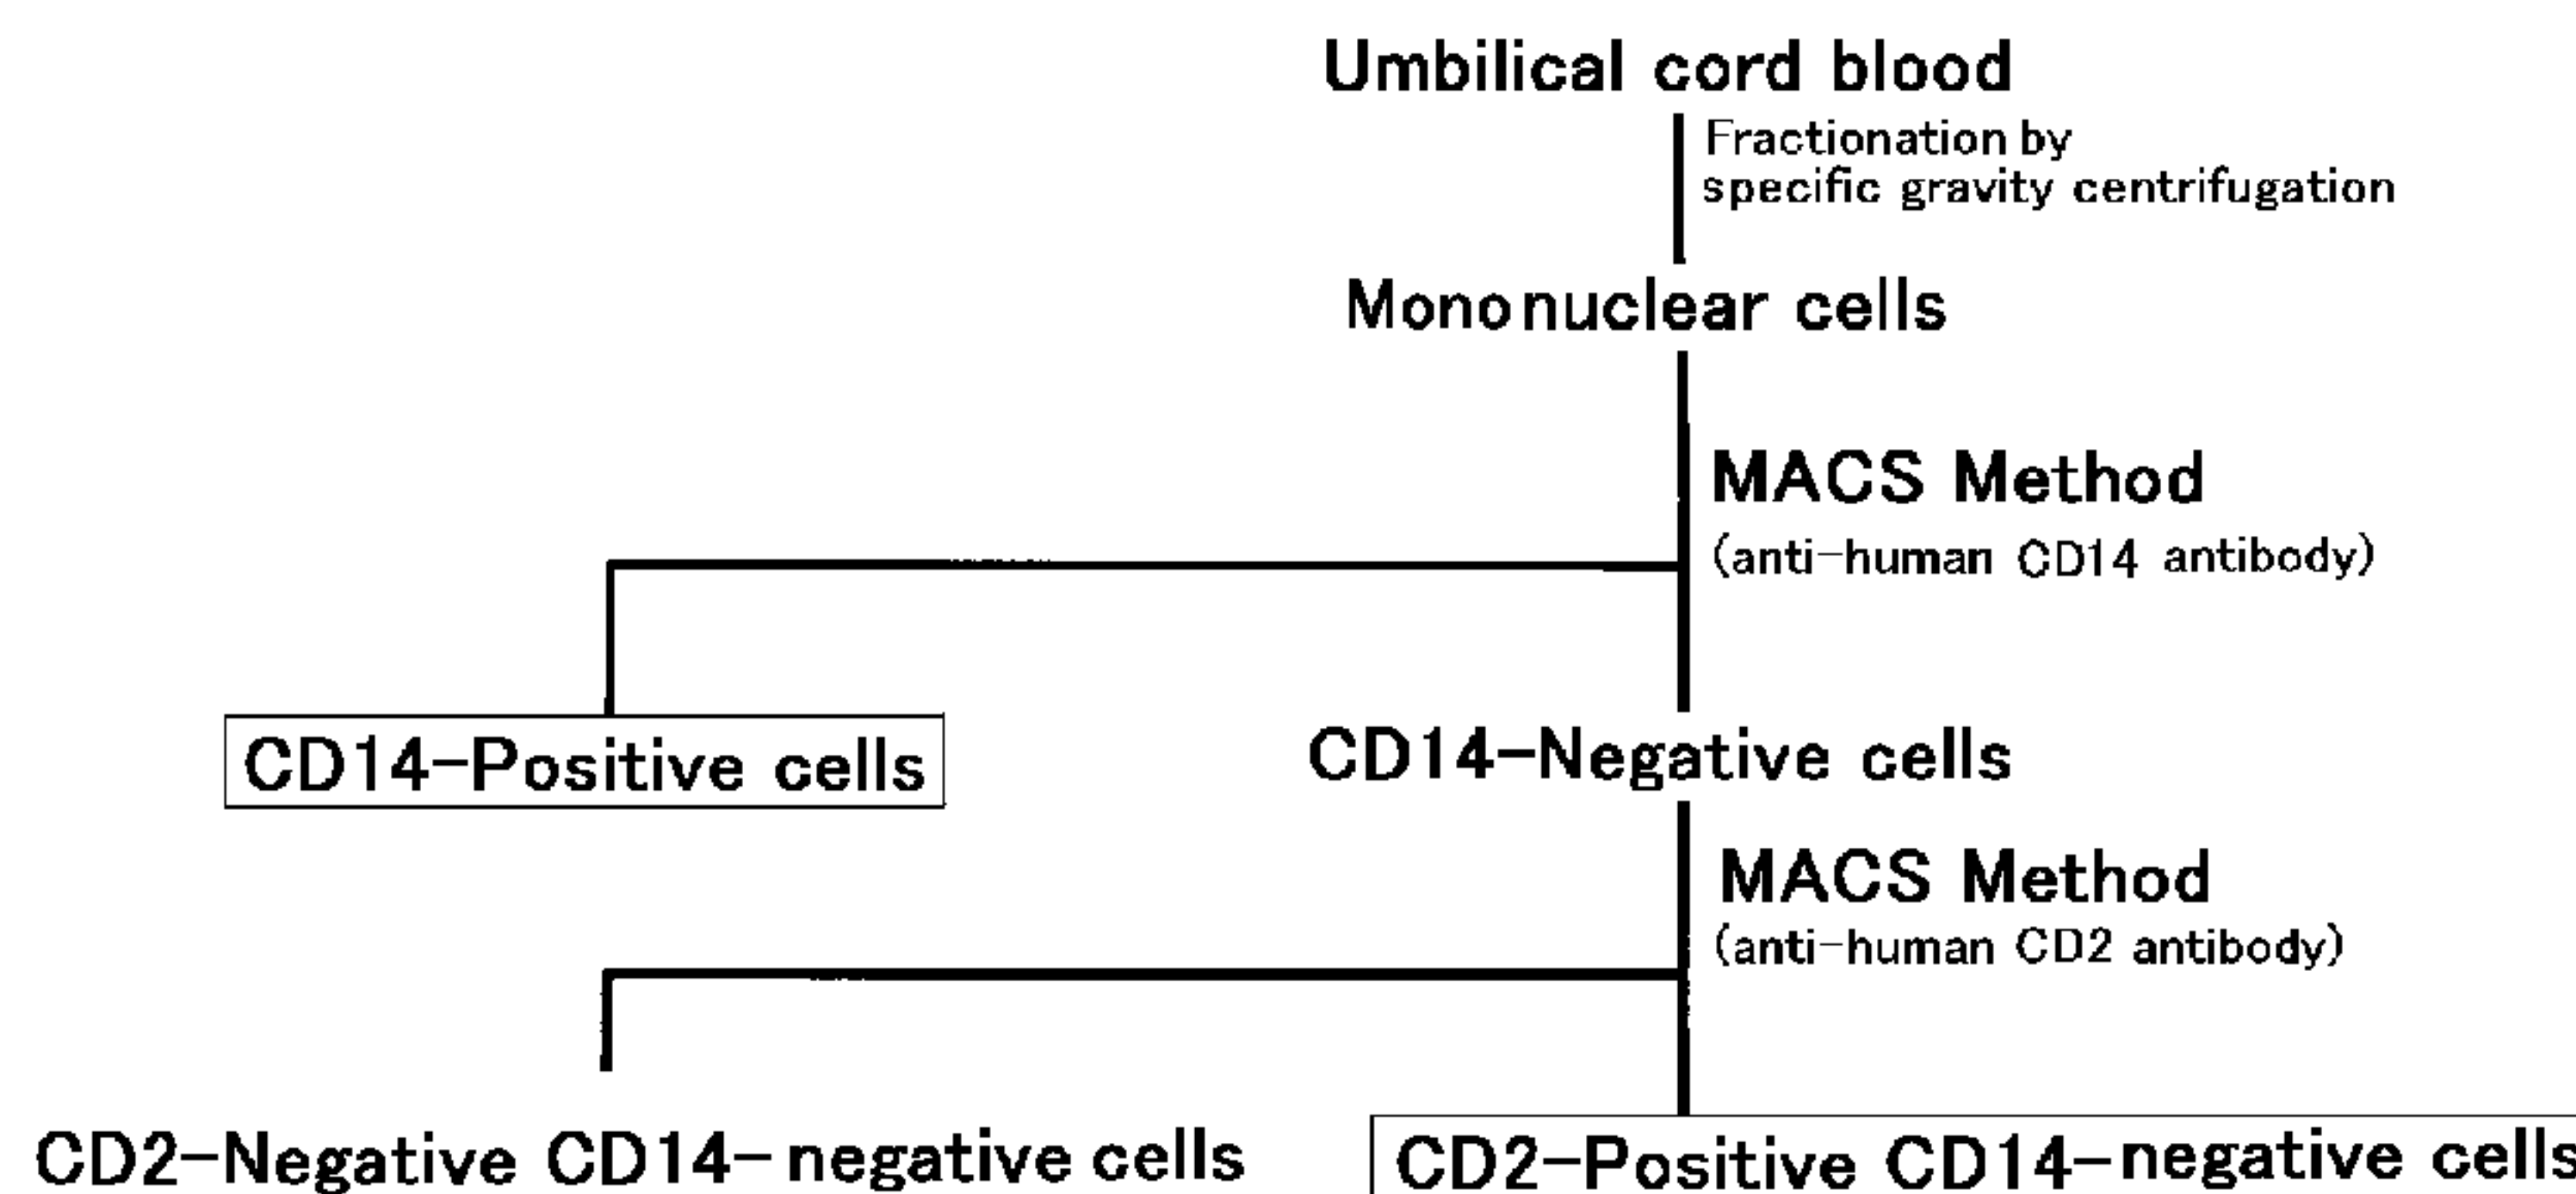 Umbilical cord blood
Fractionation by
specific gravity centrifugation
Mononuclear cells
MACS Method
(anti-human CD14 antibody)
CD14-Positive cells
CD14-Negative cells
MACS Method
(anti-human CD2 antibody)
CD2-Negative CD14-negative cells
CD2-Positive CD14-negative cells